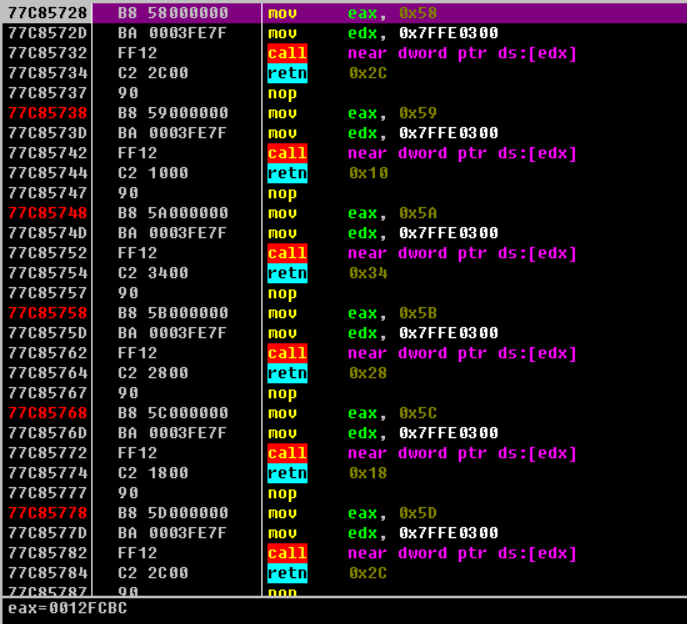 77C85728 B8 58000000 mov eax, 0x58
77C8572D BA 0003FE7F mov edx, 0x7FFE0300
77C85732 FF12 call near dword ptr ds:[edx]
77C85734 C2 2C00 retn 0x2C
77C85737 90 nop
77C85738 B8 59000000 mov eax, 0x59
77C8573D BA 0003FE7F mov edx, 0x7FFE0300
77C85742 FF12 call near dword ptr ds:[edx]
77C85744 C2 1000 retn 0x10
77C85747 90 nop
77C85748 B8 5A000000 mov eax, 0x5A
77C8574D BA 0003FE7F mov edx, 0x7FFE0300
77C85752 FF12 call near dword ptr ds:[edx]
77C85754 C2 3400 retn 0x34
77C85757 90 nop
77C85758 B8 5B000000 mov eax, 0x5B
77C8575D BA 0003FE7F mov edx, 0x7FFE0300
77C85762 FF12 call near dword ptr ds:[edx]
77C85764 C2 2800 retn 0x28
77C85767 90 nop
77C85768 B8 5C000000 mov eax, 0x5C
77C8576D BA 0003FE7F mov edx, 0x7FFE0300
77C85772 FF12 call near dword ptr ds:[edx]
77C85774 C2 1800 retn 0x18
77C85777 90 nop
77C85778 B8 5D000000 mov eax, 0x5D
77C8577D BA 0003FE7F mov edx, 0x7FFE0300
77C85782 FF12 call near dword ptr ds:[edx]
77C85784 C2 2C00 retn 0x2C
77C85787 90 nop
eax=0012FCBC